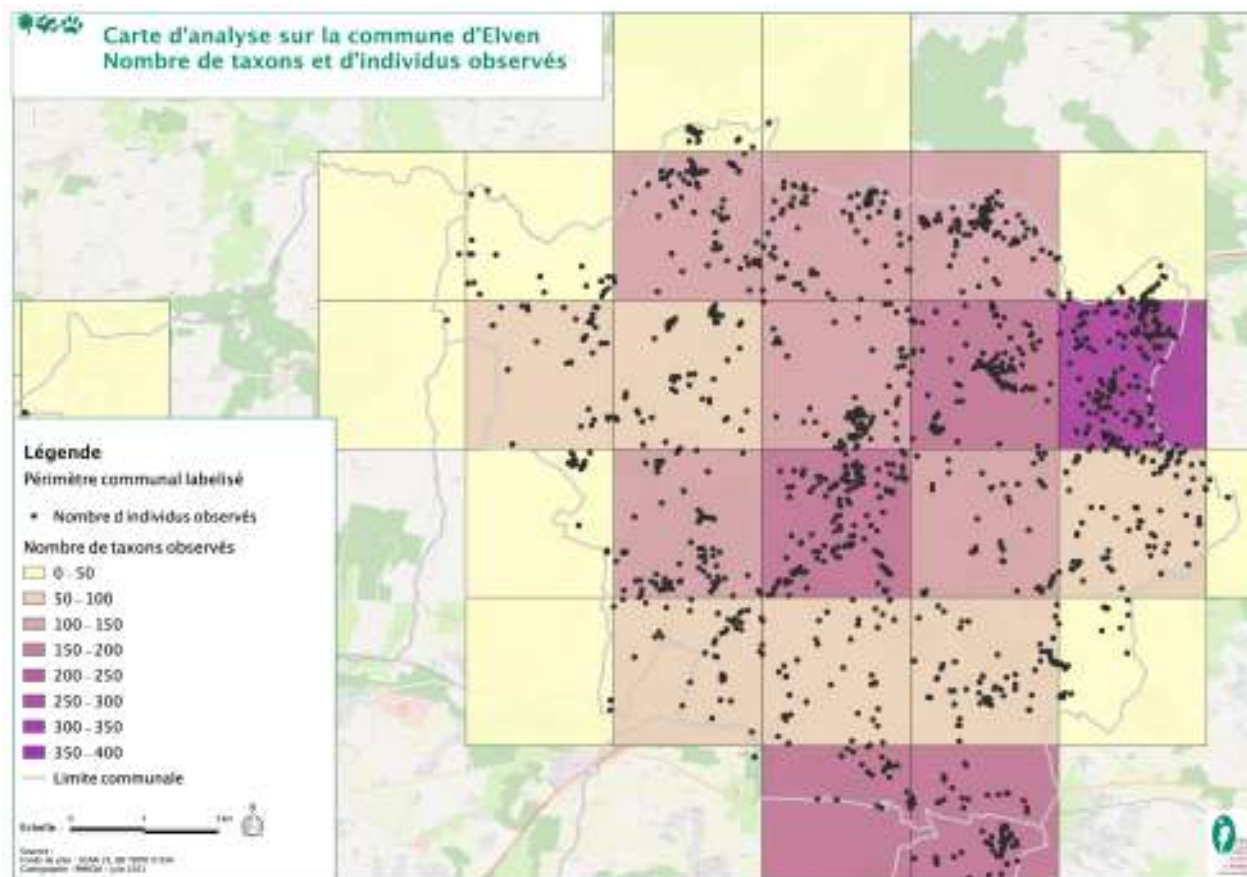 Carte d'analyse sur la commune d'Elven
Nombre de taxons et d'individus observés
Légende
Périmètre communal labelisé
Nombre d individus observés
Nombre de taxons observés
0 - 50
50 - 100
100 - 150
150 - 200
200 - 250
250 - 300
300 - 350
350 - 400
Limite communale
Echelle :